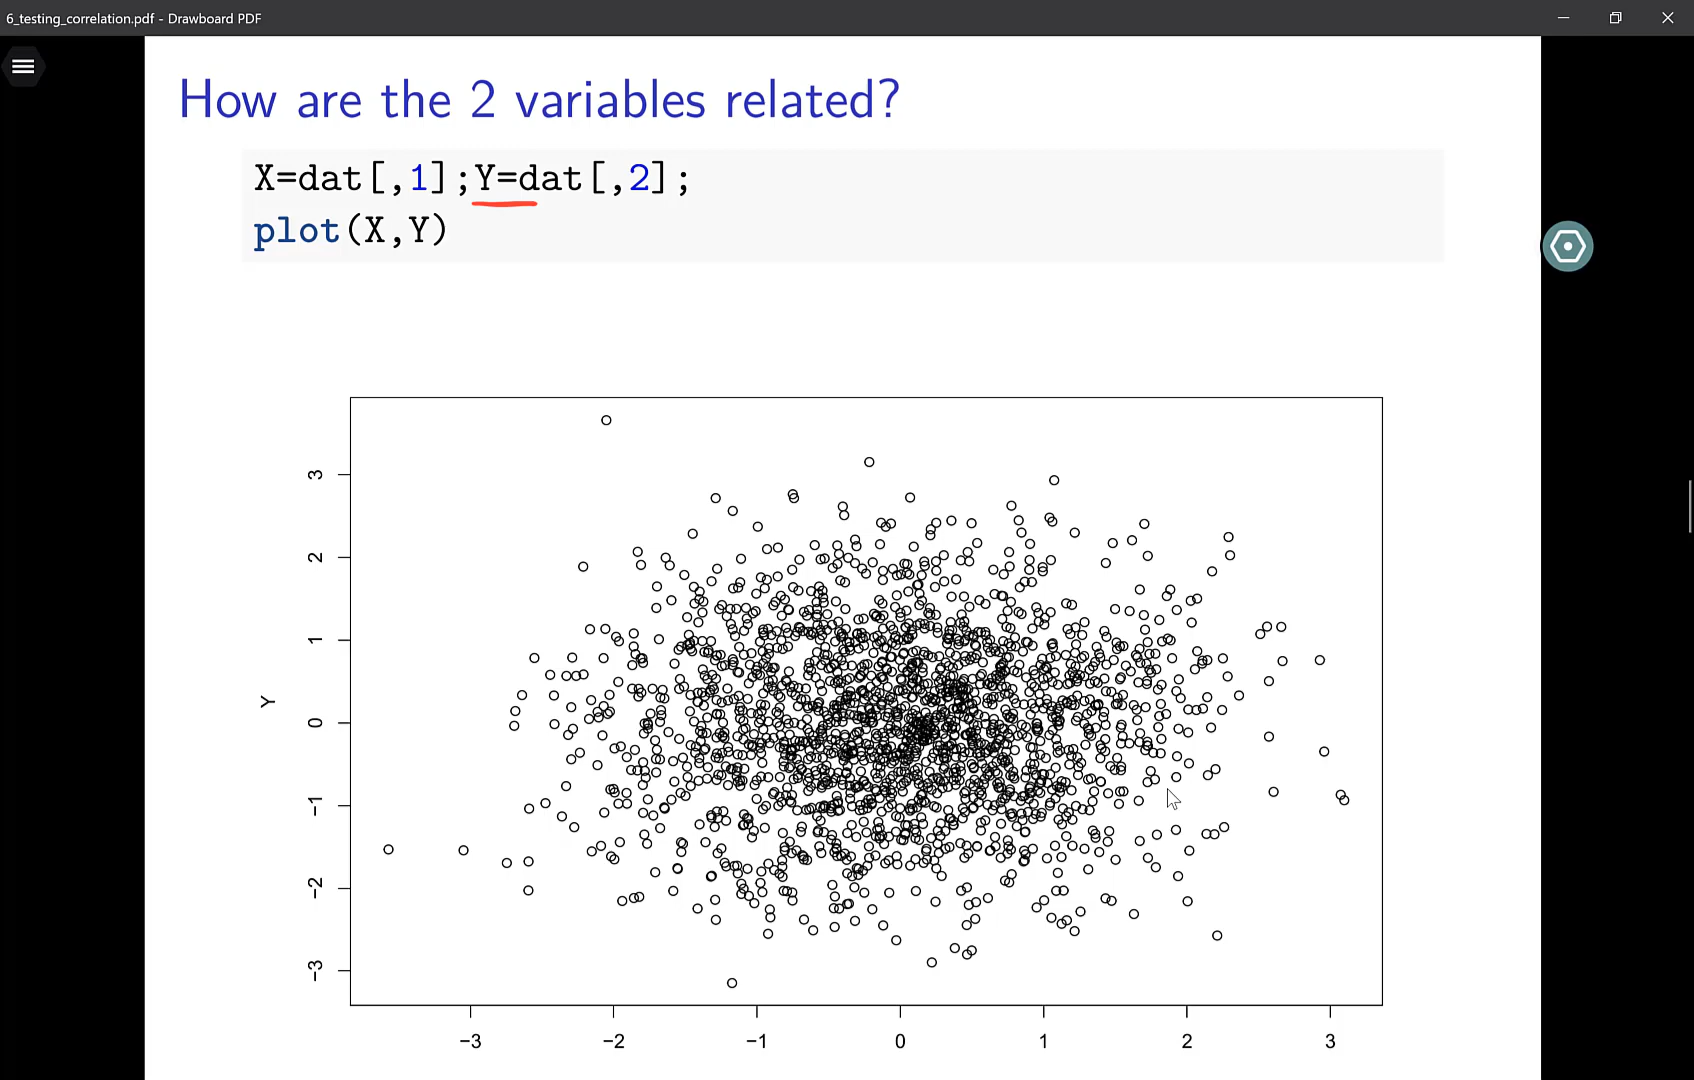 6_testing_correlation.pdf - Drawboard PDF
How are the 2 variables related?
X=dat[,1];Y=dat[,2];
plot(X,Y)
3
2
1
0
−1
−2
−3
Y
−3 −2 −1 0 1 2 3